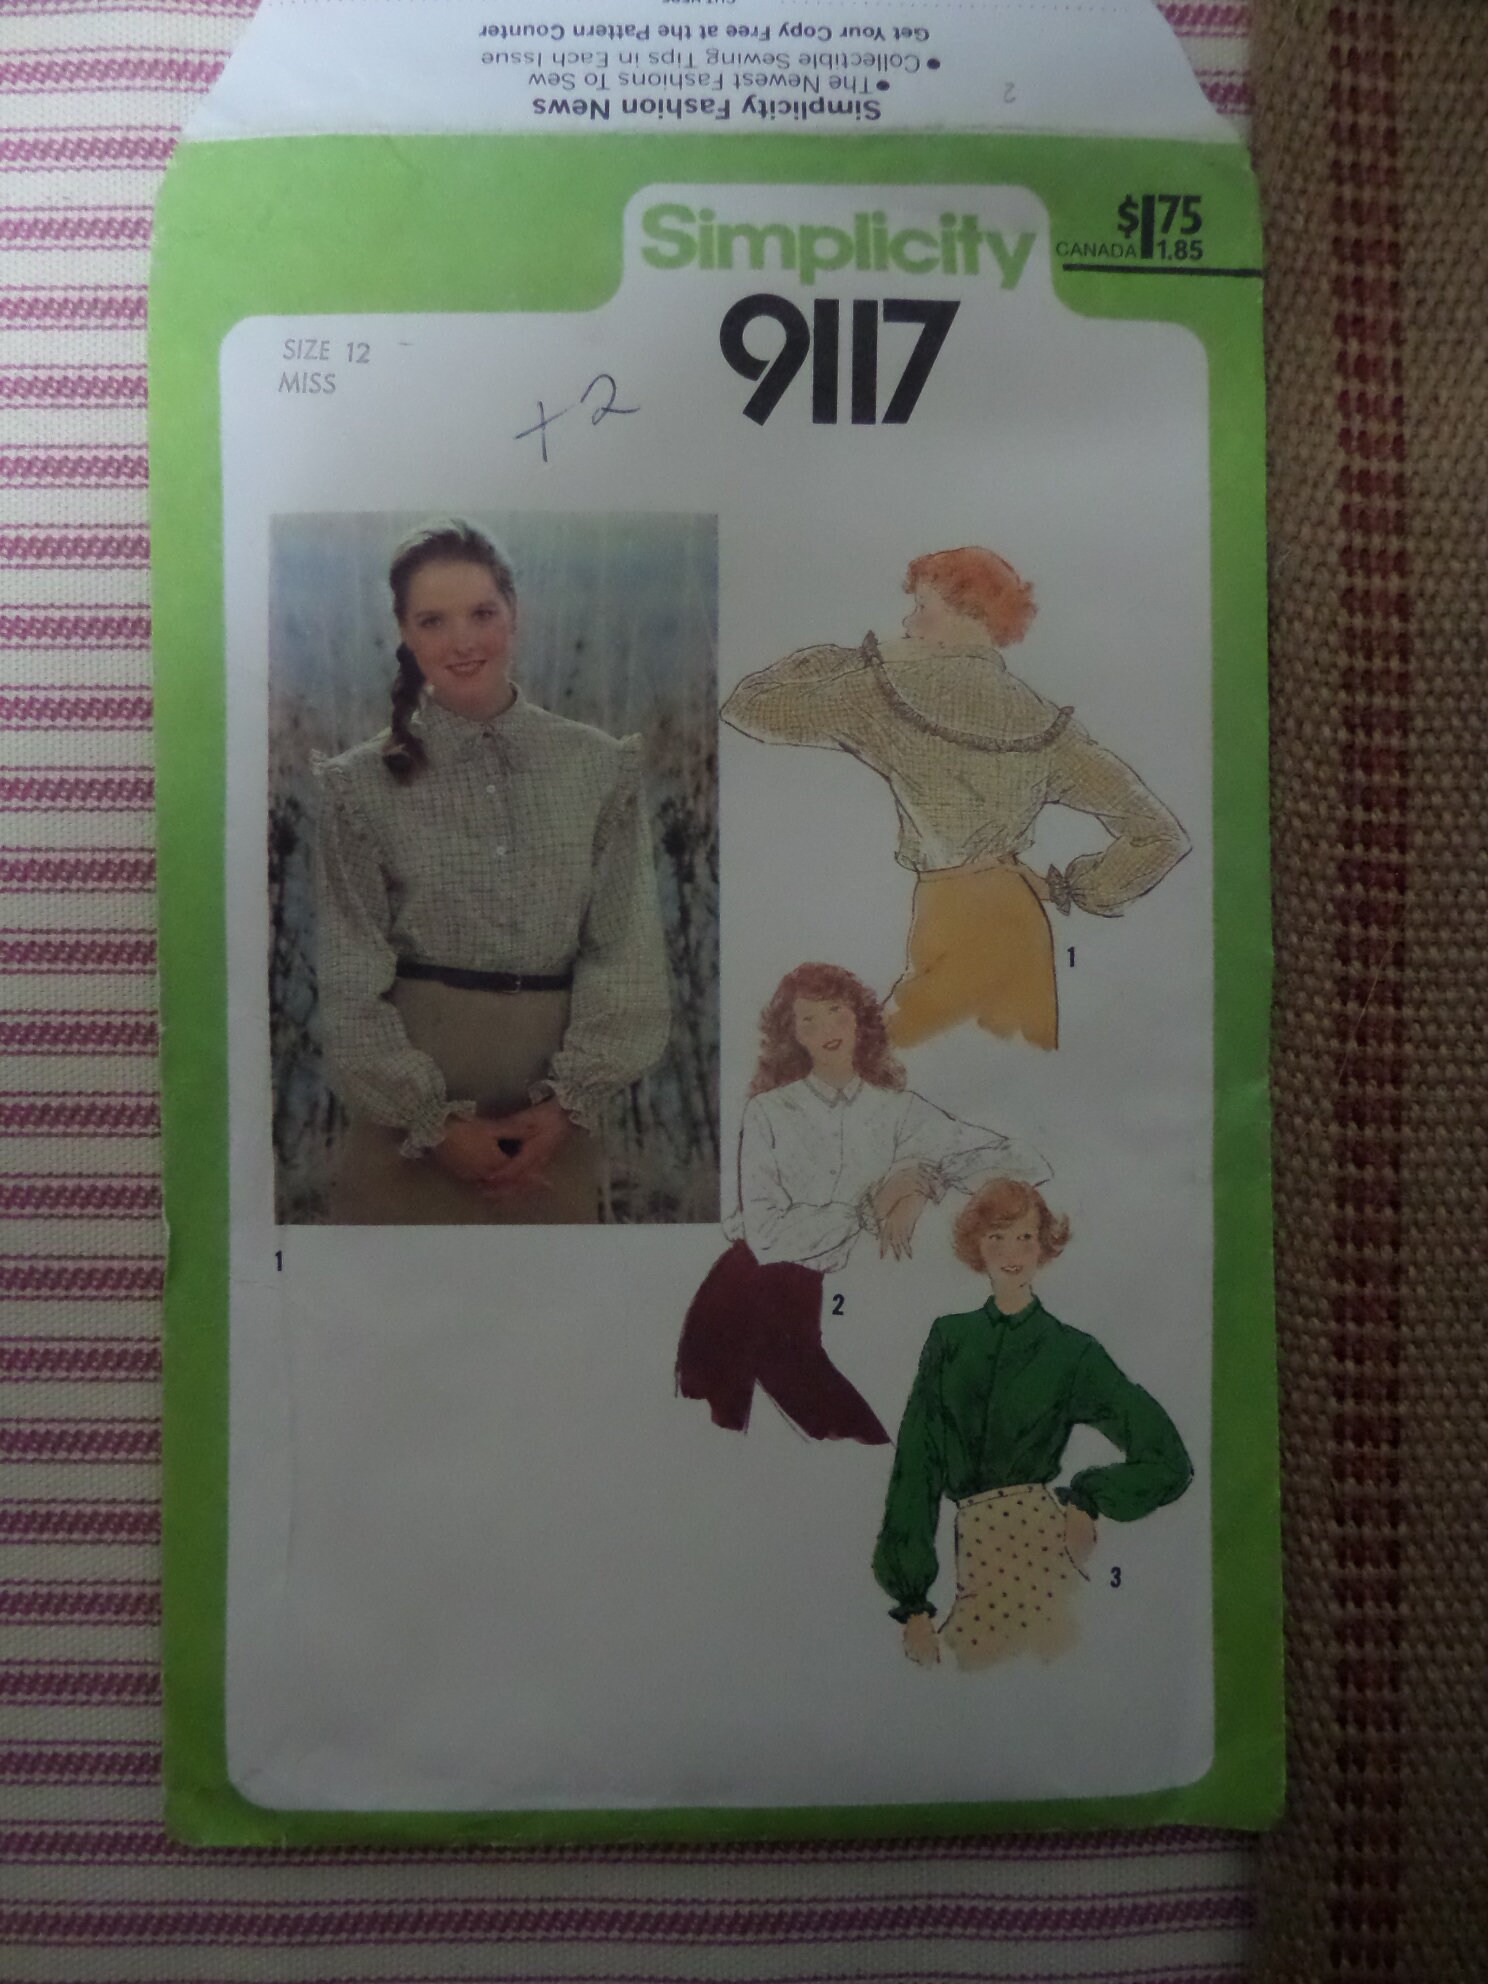 Simplicity Fashion News
•The Newest Fashions To Sew
•Collectible Sewing Tips in Each Issue
Get Your Copy Free at the Pattern Counter
2
Simplicity
$1.75
CANADA 1.85
9117
SIZE 12
MISS
+2
1
1
2
3